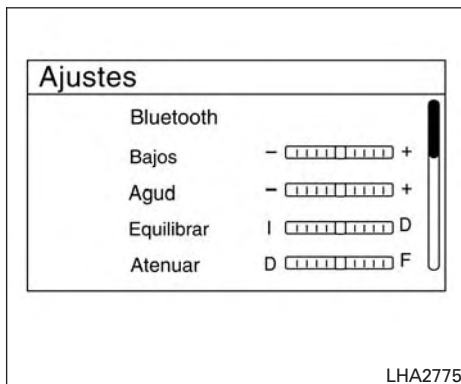 Ajustes
Bluetooth
Bajos - +
Agud - +
Equilibrar I D
Atenuar D F
LHA2775